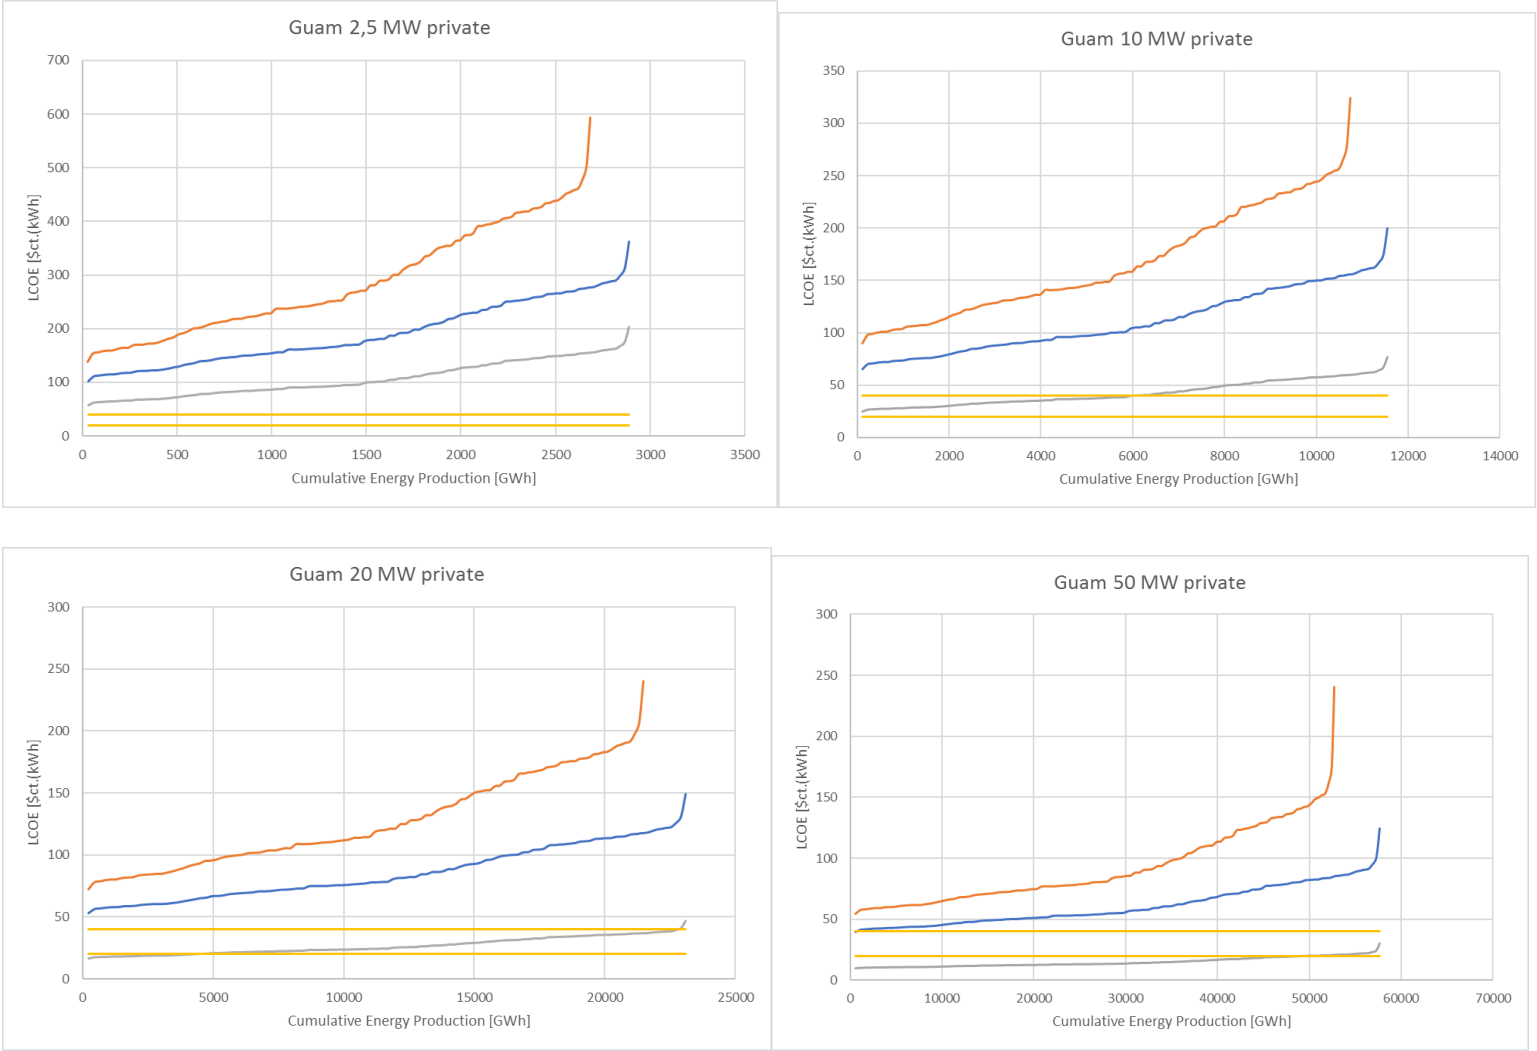 Guam 2,5 MW private
700
600
500
400
300
200
100
0
LCOE [$ct.(kWh]
0 500 1000 1500 2000 2500 3000 3500
Cumulative Energy Production [GWh]
Guam 10 MW private
350
300
250
200
150
100
50
0
LCOE [$ct.(kWh]
0 2000 4000 6000 8000 10000 12000 14000
Cumulative Energy Production [GWh]
Guam 20 MW private
300
250
200
150
100
50
0
LCOE [$ct.(kWh]
0 5000 10000 15000 20000 25000
Cumulative Energy Production [GWh]
Guam 50 MW private
300
250
200
150
100
50
0
LCOE [$ct.(kWh]
0 10000 20000 30000 40000 50000 60000 70000
Cumulative Energy Production [GWh]